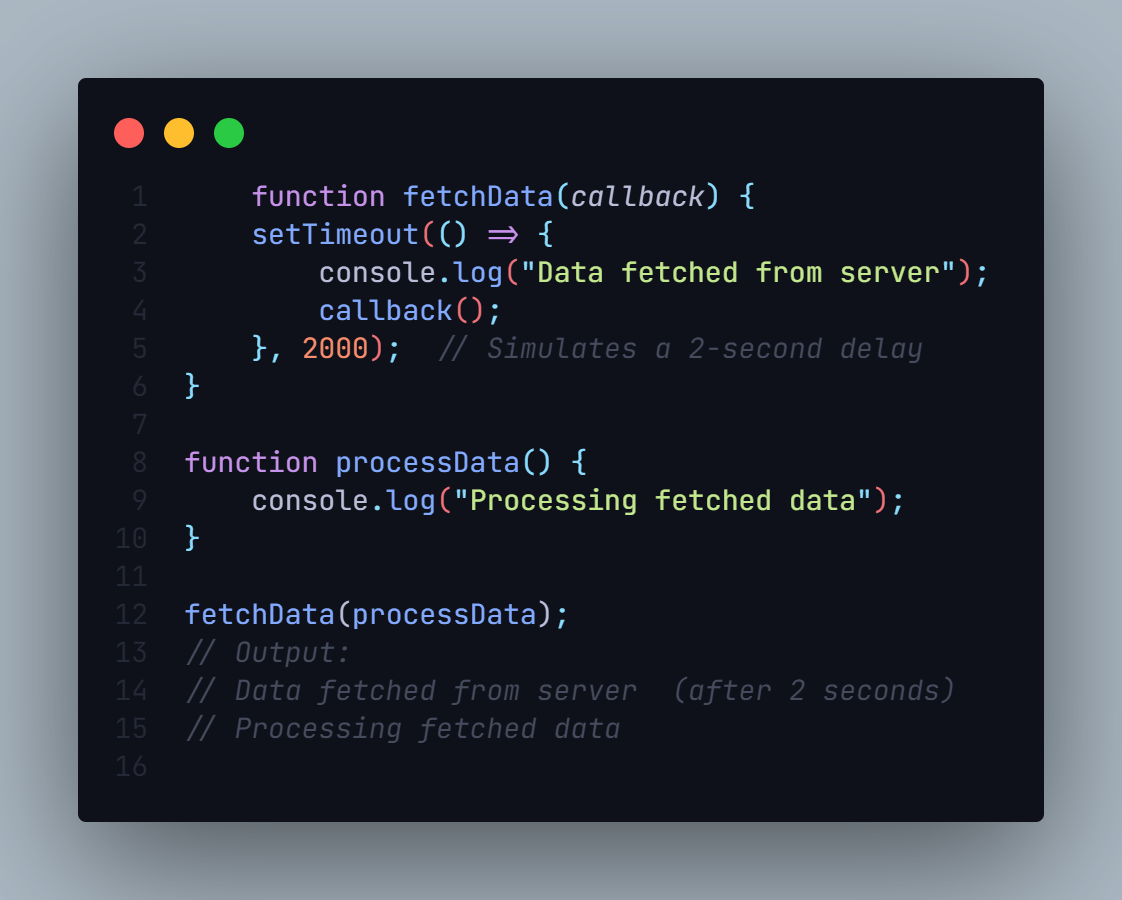 1      function fetchData(callback) {
2      setTimeout(() => {
3          console.log("Data fetched from server");
4          callback();
5      }, 2000);  // Simulates a 2-second delay
6  }
7
8  function processData() {
9      console.log("Processing fetched data");
10 }
11
12 fetchData(processData);
13 // Output:
14 // Data fetched from server  (after 2 seconds)
15 // Processing fetched data
16